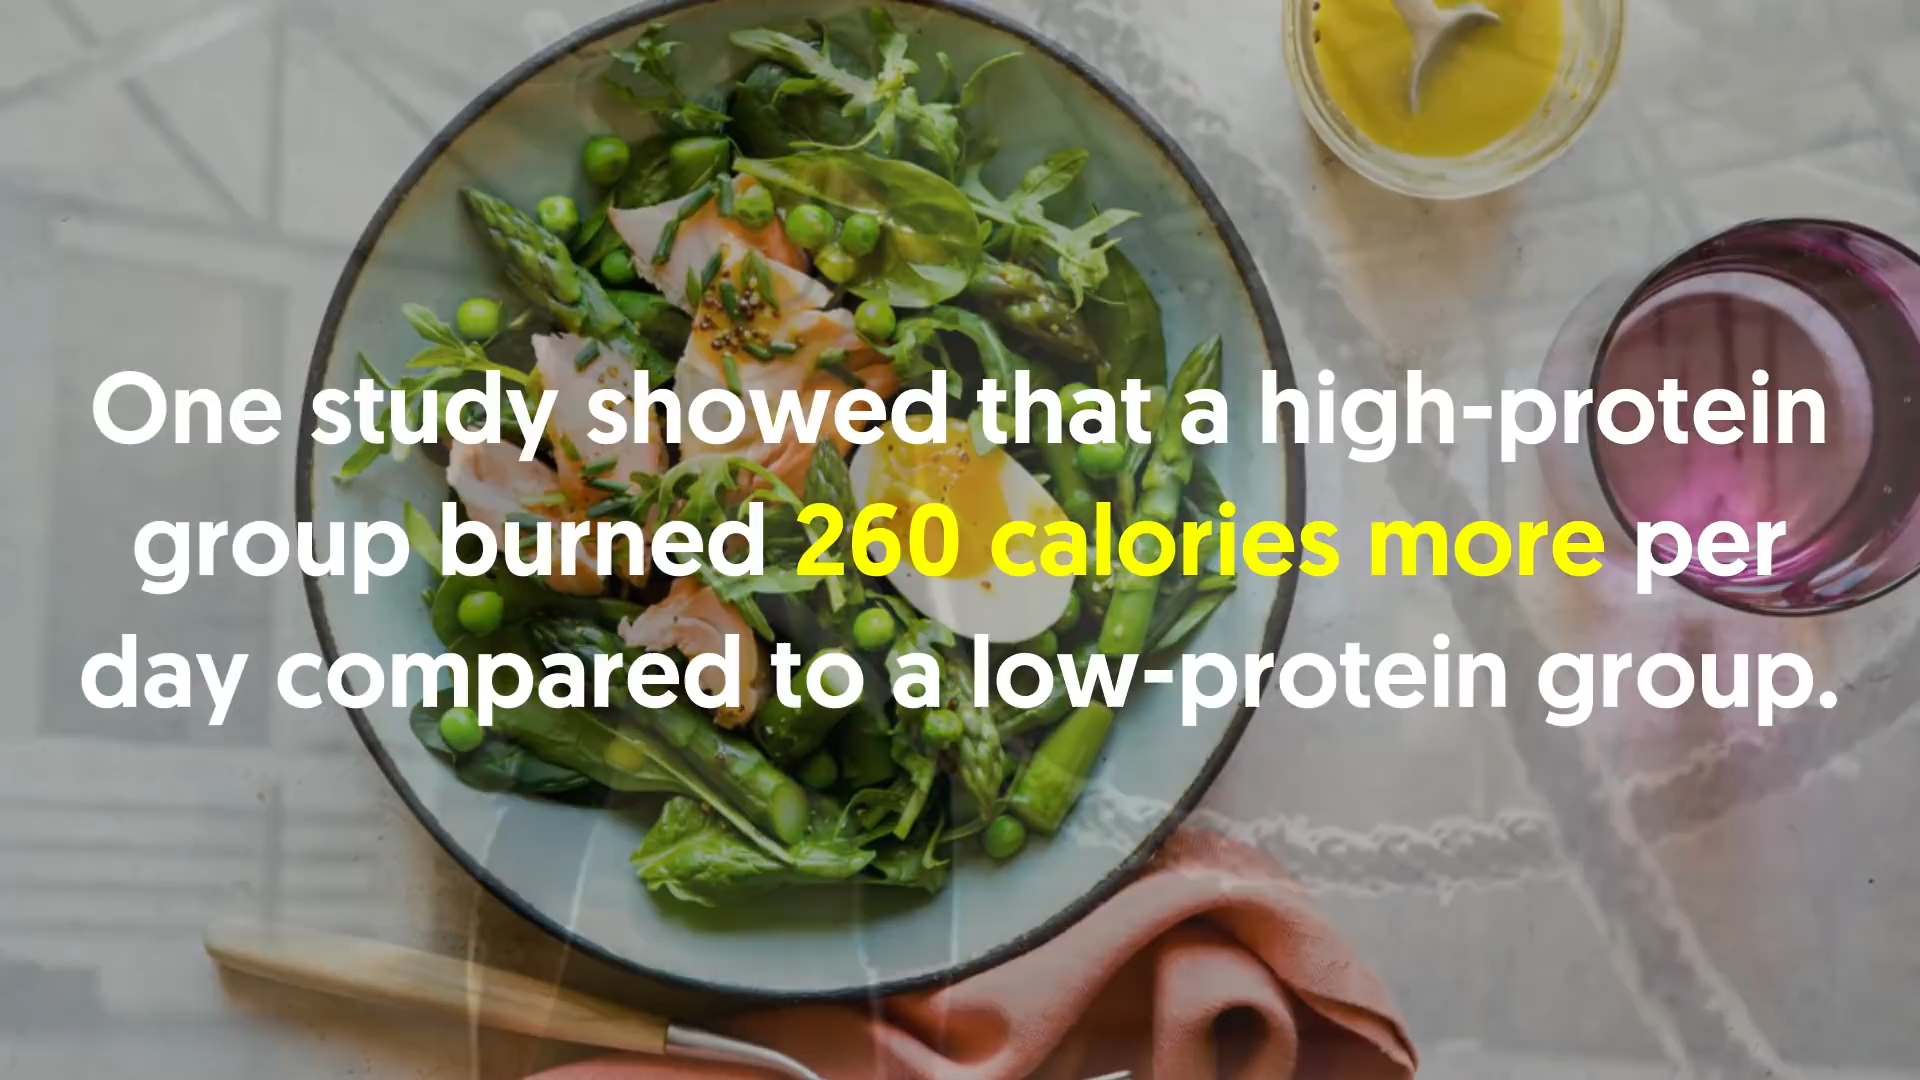 One study showed that a high-protein
group burned 260 calories more per
day compared to a low-protein group.